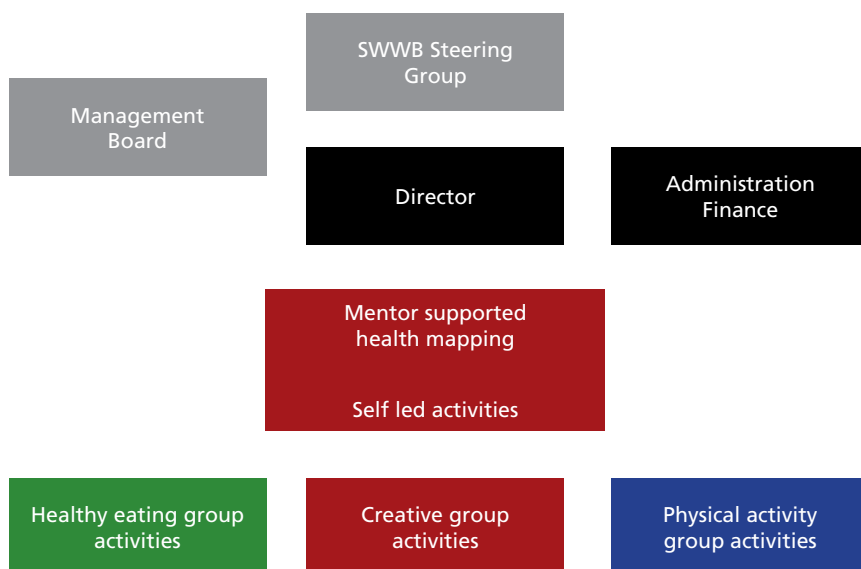 SWWB Steering
Group
Management
Board
Director
Administration
Finance
Mentor supported
health mapping
Self led activities
Healthy eating group
activities
Creative group
activities
Physical activity
group activities